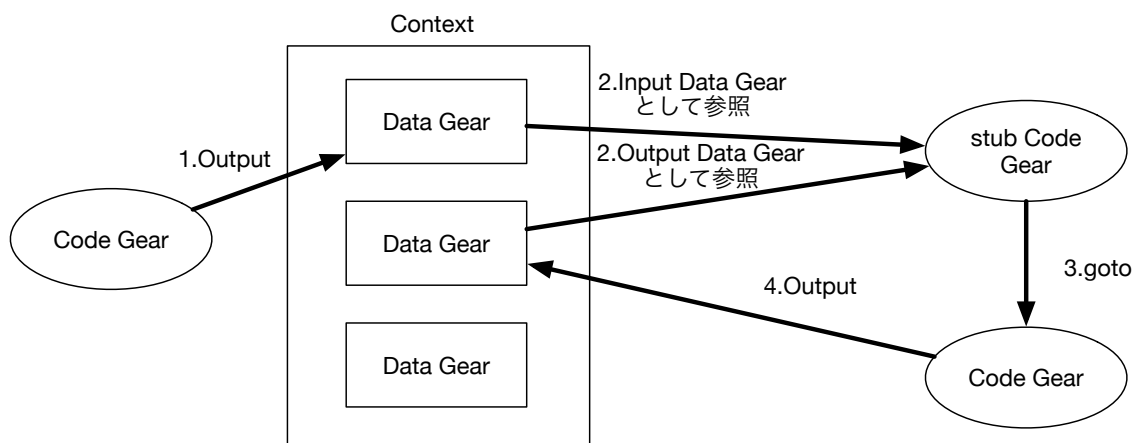 Context
Data Gear
2.Input Data Gear
として参照
stub Code
Gear
1.Output
2.Output Data Gear
として参照
Code Gear
Data Gear
3.goto
4.Output
Data Gear
Code Gear